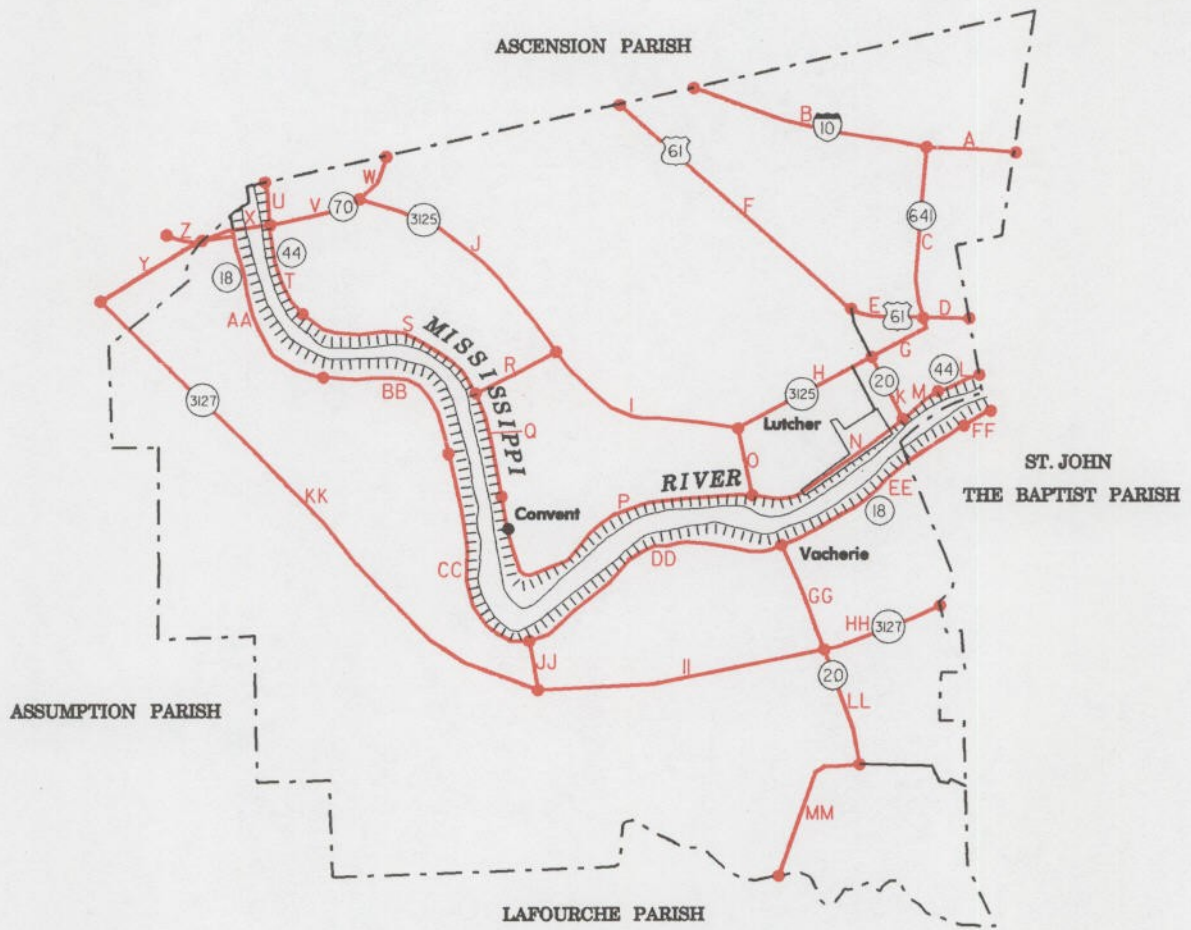 ASCENSION PARISH
B
10
A
61
F
W
U
V
70
3125
641
Z
X
J
C
Y
44
18
T
E
61
D
AA
S
G
MISSISSIPPI
R
H
20
44
L
BB
3125
K
M
3127
I
Lutcher
Q
N
FF
O
RIVER
ST. JOHN
THE BAPTIST PARISH
EE
KK
P
18
Convent
DD
Vacherie
CC
GG
HH
3127
JJ
II
20
LL
ASSUMPTION PARISH
MM
LAFOURCHE PARISH